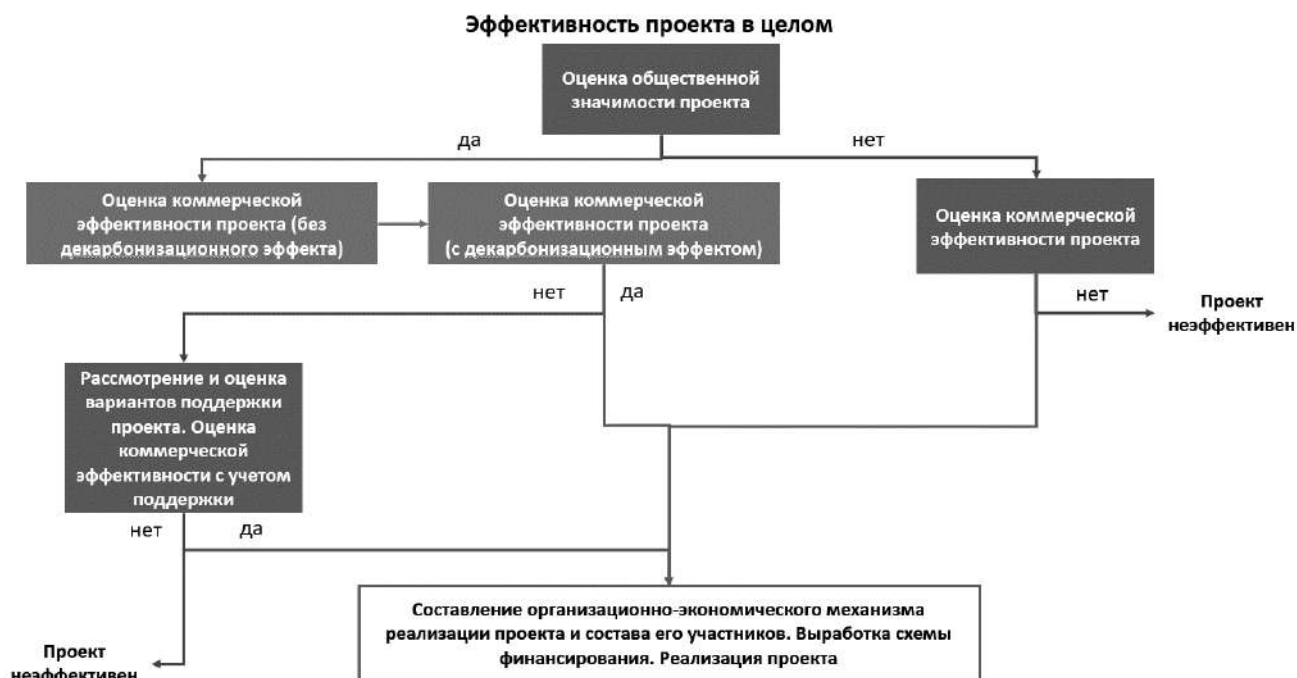 Эффективность проекта в целом
Оценка общественной
значимости проекта
да
нет
Оценка коммерческой
эффективности проекта (без
декарбонизационного эффекта)
Оценка коммерческой
эффективности проекта
(с декарбонизационным эффектом)
Оценка коммерческой
эффективности проекта
нет
да
нет
Проект
неэффективен
Рассмотрение и оценка
вариантов поддержки
проекта. Оценка
коммерческой
эффективности с учетом
поддержки
нет
да
Составление организационно-экономического механизма
реализации проекта и состава его участников. Выработка схемы
финансирования. Реализация проекта
Проект
неэффективен